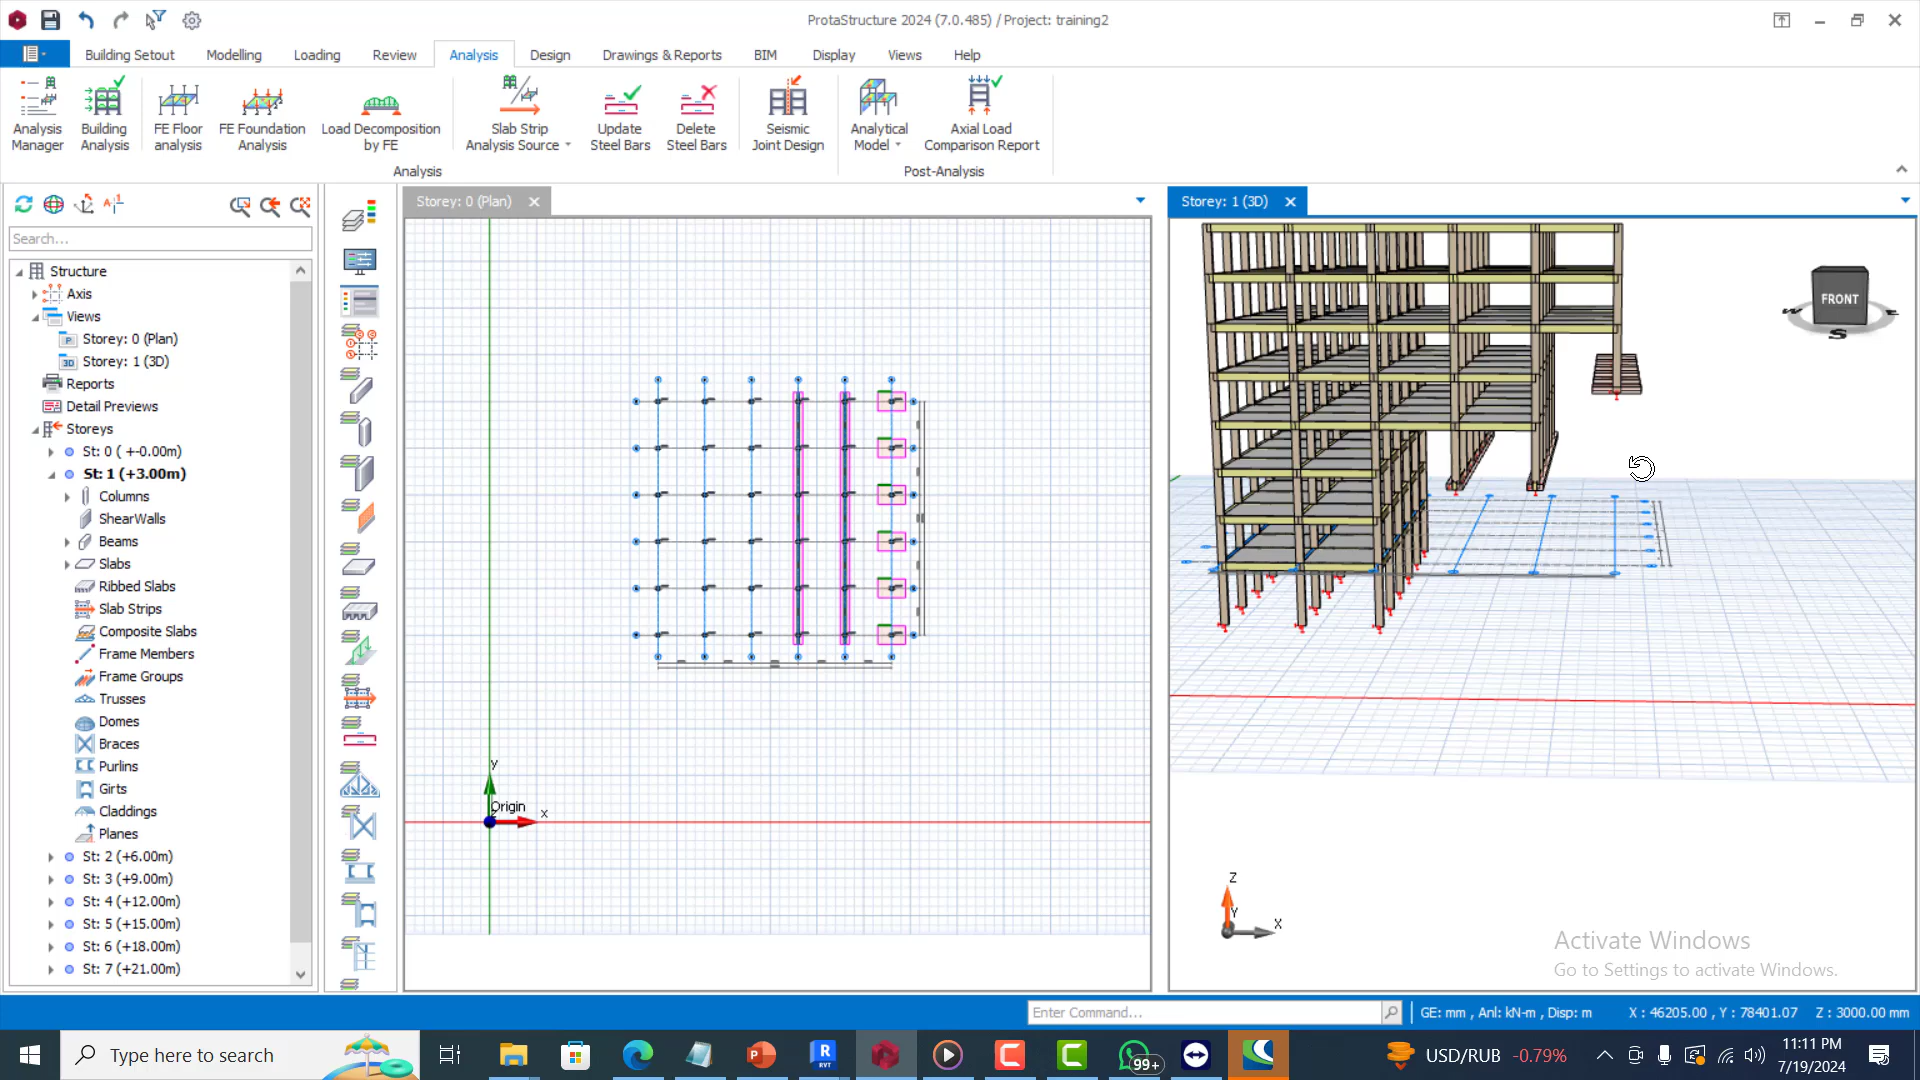 ProtaStructure 2024 (7.0.485) / Project: training2
Building Setout
Modelling
Loading
Review
Analysis
Design
Drawings & Reports
BIM
Display
Views
Help
Analysis Manager
Building Analysis
FE Floor analysis
FE Foundation Analysis
Load Decomposition by FE
Slab Strip Analysis Source
Update Steel Bars
Delete Steel Bars
Seismic Joint Design
Analytical Model
Axial Load Comparison Report
Analysis
Post-Analysis
Search...
Structure
Axis
Views
Storey: 0 (Plan)
Storey: 1 (3D)
Reports
Detail Previews
Storeys
St: 0 ( +-0.00m)
St: 1 (+3.00m)
Columns
ShearWalls
Beams
Slabs
Ribbed Slabs
Slab Strips
Composite Slabs
Frame Members
Frame Groups
Trusses
Domes
Braces
Purlins
Girts
Claddings
Planes
St: 2 (+6.00m)
St: 3 (+9.00m)
St: 4 (+12.00m)
St: 5 (+15.00m)
St: 6 (+18.00m)
St: 7 (+21.00m)
Storey: 0 (Plan)
y
Origin
x
Storey: 1 (3D)
FRONT
W
S
Z
Y
X
Activate Windows
Go to Settings to activate Windows.
Enter Command...
GE: mm , Anl: kN-m , Disp: m
X : 46205.00 , Y : 78401.07
Z : 3000.00 mm
Type here to search
P
R
RVT
99+
USD/RUB -0.79%
11:11 PM
7/19/2024